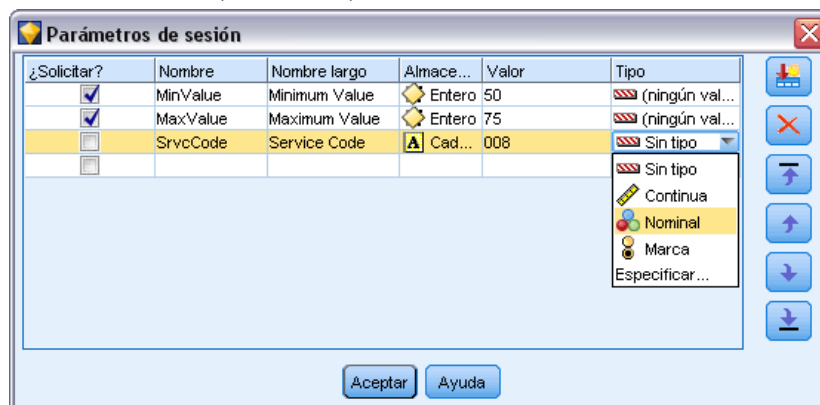 Parámetros de sesión
¿Solicitar? Nombre Nombre largo Almace... Valor Tipo
MinValue Minimum Value Entero 50 (ningún val...
MaxValue Maximum Value Entero 75 (ningún val...
SrvcCode Service Code A Cad... 008 Sin tipo
Sin tipo
Continua
Nominal
Marca
Especificar...
Aceptar Ayuda